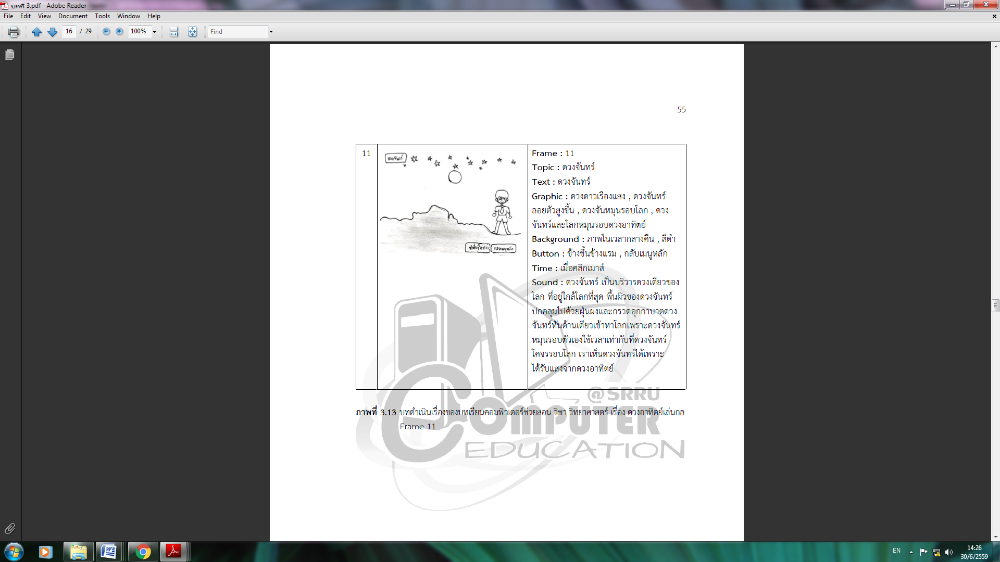 บทที่ 3.pdf - Adobe Reader
File Edit View Document Tools Window Help
16 / 29 100% Find
55
11
ดวงจันทร์
กลับเมนูหลัก
Frame : 11
Topic : ดวงจันทร์
Text : ดวงจันทร์
Graphic : ดวงดาวเรืองแสง , ดวงจันทร์
ลอยตัวสูงขึ้น , ดวงจันหมุนรอบโลก , ดวง
จันทร์และโลกหมุนรอบดวงอาทิตย์
Background : ภาพในเวลากลางคืน , สีดำ
Button : ข้างขึ้นข้างแรม , กลับเมนูหลัก
Time : เมื่อคลิกเมาส์
Sound : ดวงจันทร์ เป็นบริวารดวงเดียวของ
โลก ที่อยู่ใกล้โลกที่สุด พื้นผิวของดวงจันทร์
ปกคลุมไปด้วยฝุ่นผงและกรวดอุกกาบาตดวง
จันทร์หันด้านเดียวเข้าหาโลกเพราะดวงจันทร์
หมุนรอบตัวเองใช้เวลาเท่ากับที่ดวงจันทร์
โคจรรอบโลก เราเห็นดวงจันทร์ได้เพราะ
ได้รับแสงจากดวงอาทิตย์
@SRRU
COMPUTER
EDUCATION
ภาพที่ 3.13 บทดำเนินเรื่องของบทเรียนคอมพิวเตอร์ช่วยสอน วิชา วิทยาศาสตร์ เรื่อง ดวงอาทิตย์เล่นกล
Frame 11
EN
14:26
30/6/2559